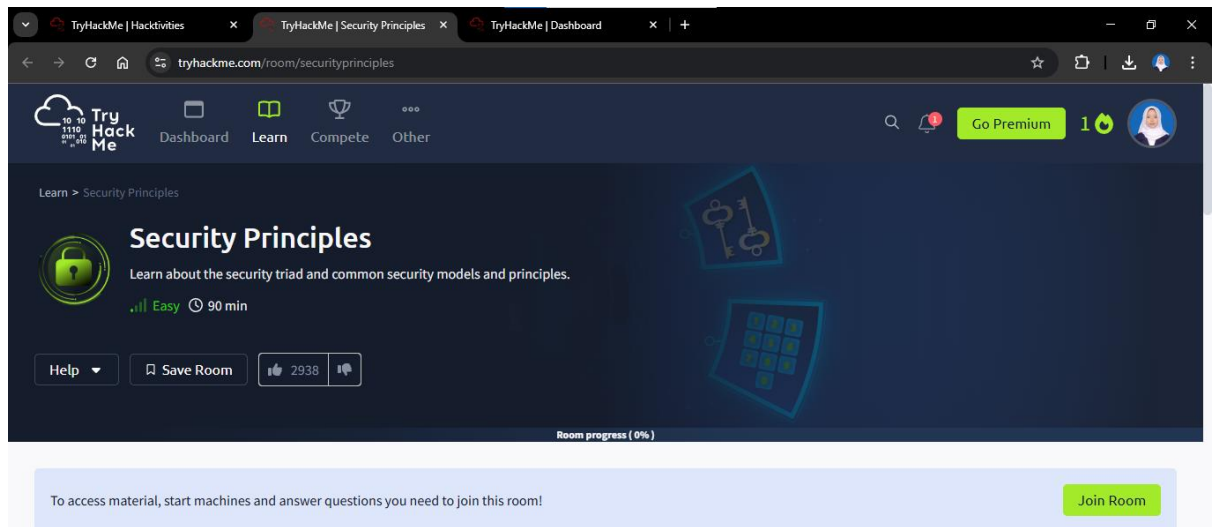 TryHackMe | Hacktivities
TryHackMe | Security Principles
TryHackMe | Dashboard
tryhackme.com/room/securityprinciples
Try Hack Me
Dashboard
Learn
Compete
Other
1
Go Premium
1
Learn > Security Principles
Security Principles
Learn about the security triad and common security models and principles.
Easy 90 min
Help
Save Room
2938
Room progress ( 0% )
To access material, start machines and answer questions you need to join this room!
Join Room